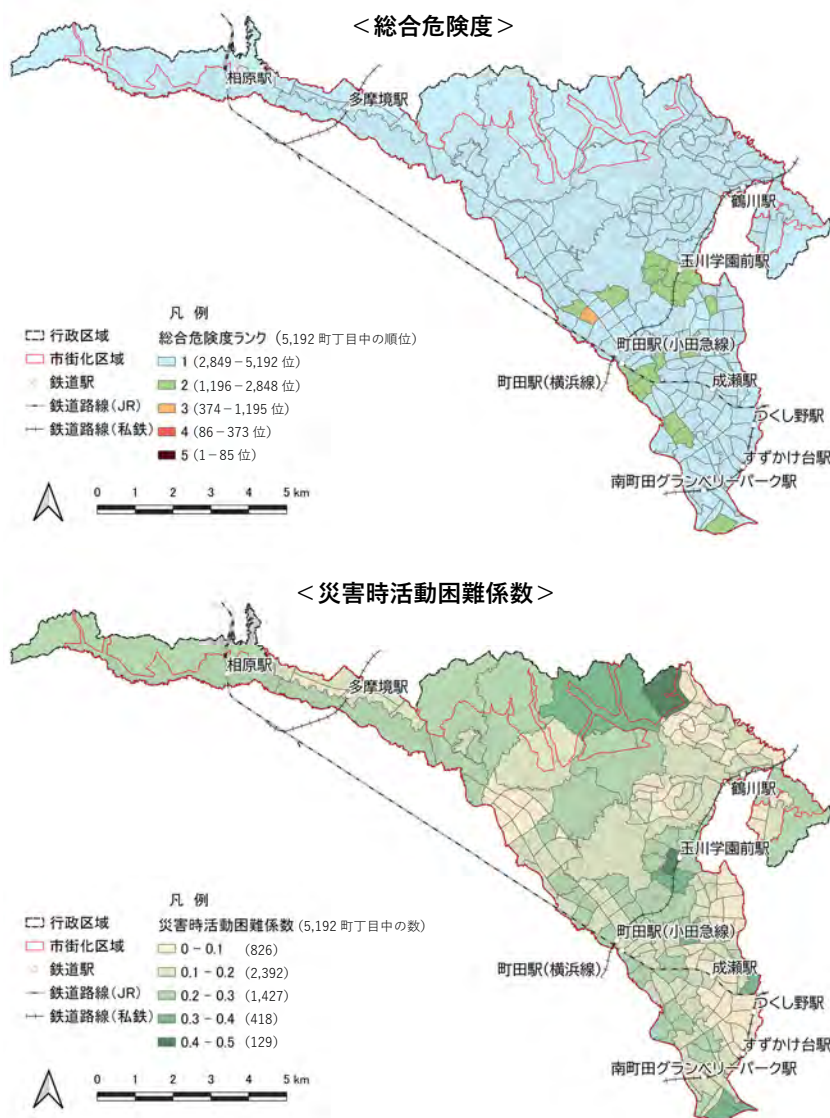 ＜総合危険度＞
相原駅
多摩境駅
鶴川駅
玉川学園前駅
町田駅(小田急線)
町田駅(横浜線)
成瀬駅
つくし野駅
すずかけ台駅
南町田グランベリーパーク駅
凡 例
行政区域
市街化区域
鉄道駅
鉄道路線(JR)
鉄道路線(私鉄)
総合危険度ランク (5,192 町丁目中の順位)
1 (2,849－5,192 位)
2 (1,196－2,848 位)
3 (374－1,195 位)
4 (86－373 位)
5 (1－85 位)
0 1 2 3 4 5 km
＜災害時活動困難係数＞
相原駅
多摩境駅
鶴川駅
玉川学園前駅
町田駅(小田急線)
町田駅(横浜線)
成瀬駅
つくし野駅
すずかけ台駅
南町田グランベリーパーク駅
凡 例
行政区域
市街化区域
鉄道駅
鉄道路線(JR)
鉄道路線(私鉄)
災害時活動困難係数 (5,192 町丁目中の数)
0 － 0.1 (826)
0.1 － 0.2 (2,392)
0.2 － 0.3 (1,427)
0.3 － 0.4 (418)
0.4 － 0.5 (129)
0 1 2 3 4 5 km